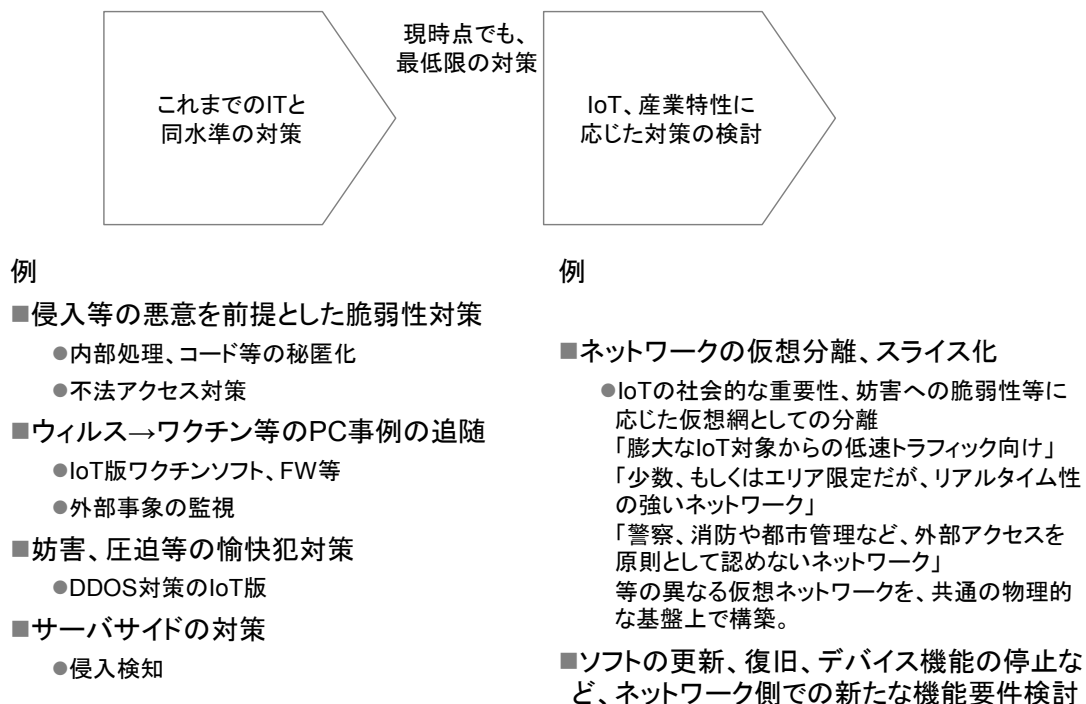 これまでのITと
同水準の対策
現時点でも、
最低限の対策
IoT、産業特性に
応じた対策の検討
例
■侵入等の悪意を前提とした脆弱性対策
●内部処理、コード等の秘匿化
●不法アクセス対策
■ウィルス→ワクチン等のPC事例の追随
●IoT版ワクチンソフト、FW等
●外部事象の監視
■妨害、圧迫等の愉快犯対策
●DDOS対策のIoT版
■サーバサイドの対策
●侵入検知
例
■ネットワークの仮想分離、スライス化
●IoTの社会的な重要性、妨害への脆弱性等に
応じた仮想網としての分離
「膨大なIoT対象からの低速トラフィック向け」
「少数、もしくはエリア限定だが、リアルタイム性
の強いネットワーク」
「警察、消防や都市管理など、外部アクセスを
原則として認めないネットワーク」
等の異なる仮想ネットワークを、共通の物理的
な基盤上で構築。
■ソフトの更新、復旧、デバイス機能の停止な
ど、ネットワーク側での新たな機能要件検討